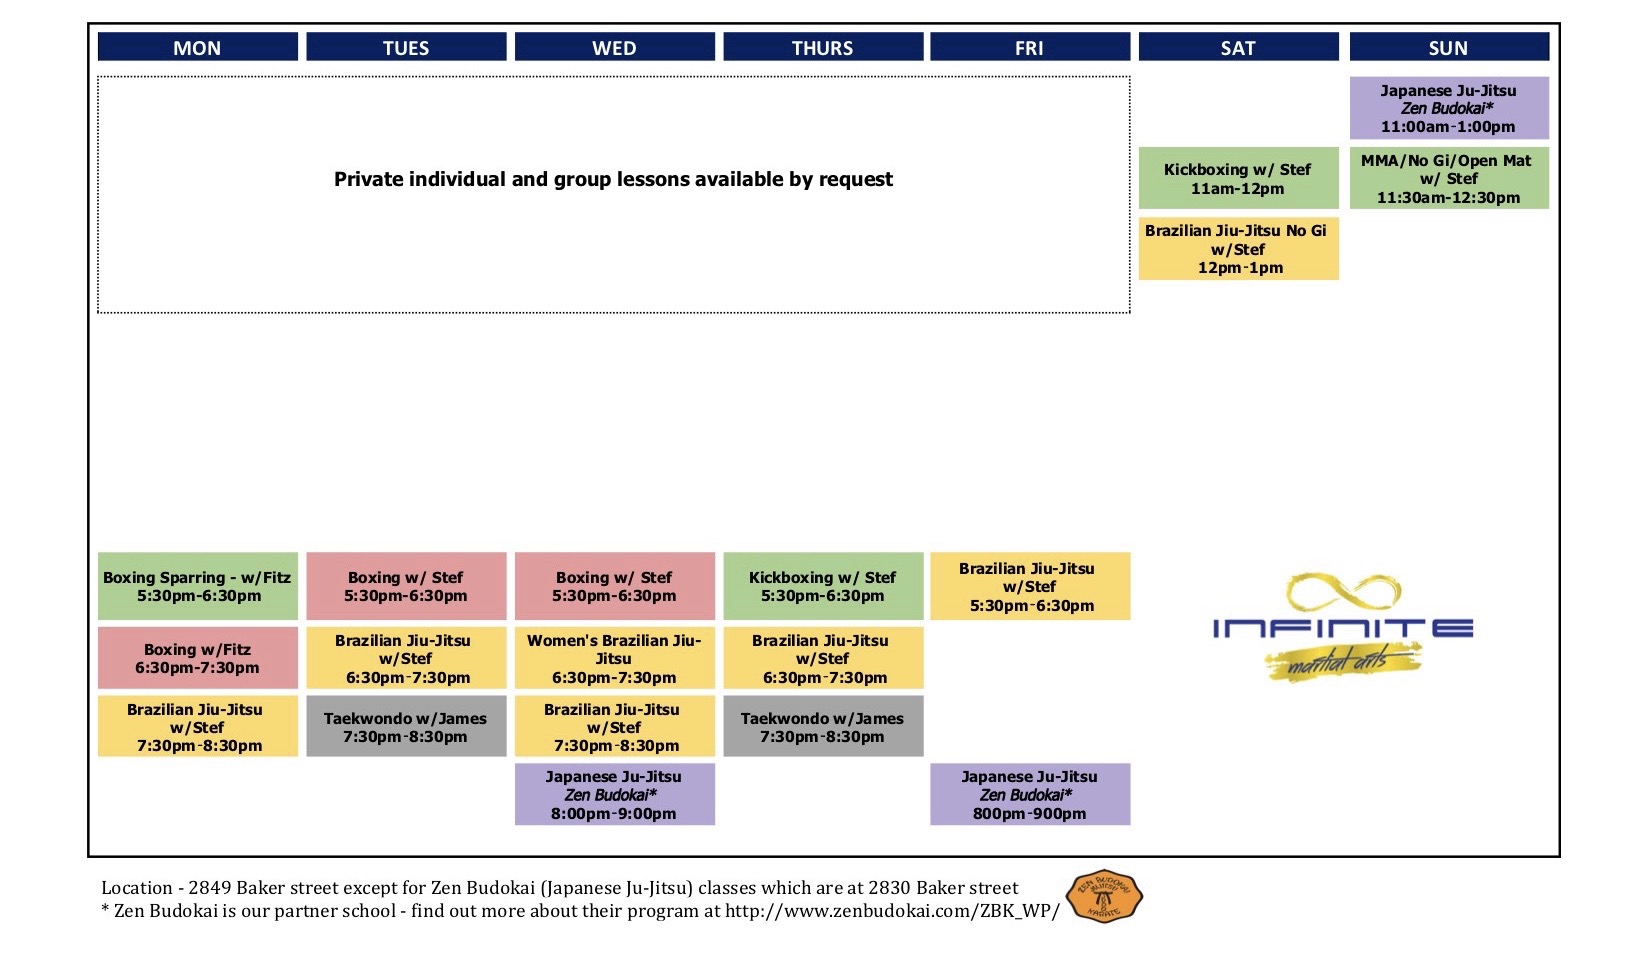 MON TUES WED THURS FRI SAT SUN
Private individual and group lessons available by request
Japanese Ju-Jitsu
Zen Budokai*
11:00am-1:00pm
Kickboxing w/ Stef
11am-12pm
MMA/No Gi/Open Mat
w/ Stef
11:30am-12:30pm
Brazilian Jiu-Jitsu No Gi
w/Stef
12pm-1pm
Boxing Sparring - w/Fitz
5:30pm-6:30pm
Boxing w/ Stef
5:30pm-6:30pm
Boxing w/ Stef
5:30pm-6:30pm
Kickboxing w/ Stef
5:30pm-6:30pm
Brazilian Jiu-Jitsu
w/Stef
5:30pm-6:30pm
Boxing w/Fitz
6:30pm-7:30pm
Brazilian Jiu-Jitsu
w/Stef
6:30pm-7:30pm
Women's Brazilian Jiu-
Jitsu
6:30pm-7:30pm
Brazilian Jiu-Jitsu
w/Stef
6:30pm-7:30pm
INFINITE
martial arts
Brazilian Jiu-Jitsu
w/Stef
7:30pm-8:30pm
Taekwondo w/James
7:30pm-8:30pm
Brazilian Jiu-Jitsu
w/Stef
7:30pm-8:30pm
Taekwondo w/James
7:30pm-8:30pm
Japanese Ju-Jitsu
Zen Budokai*
8:00pm-9:00pm
Japanese Ju-Jitsu
Zen Budokai*
800pm-900pm
Location - 2849 Baker street except for Zen Budokai (Japanese Ju-Jitsu) classes which are at 2830 Baker street
* Zen Budokai is our partner school - find out more about their program at http://www.zenbudokai.com/ZBK_WP/
ZEN BUDOKAI
JIUJITSU
KARATE